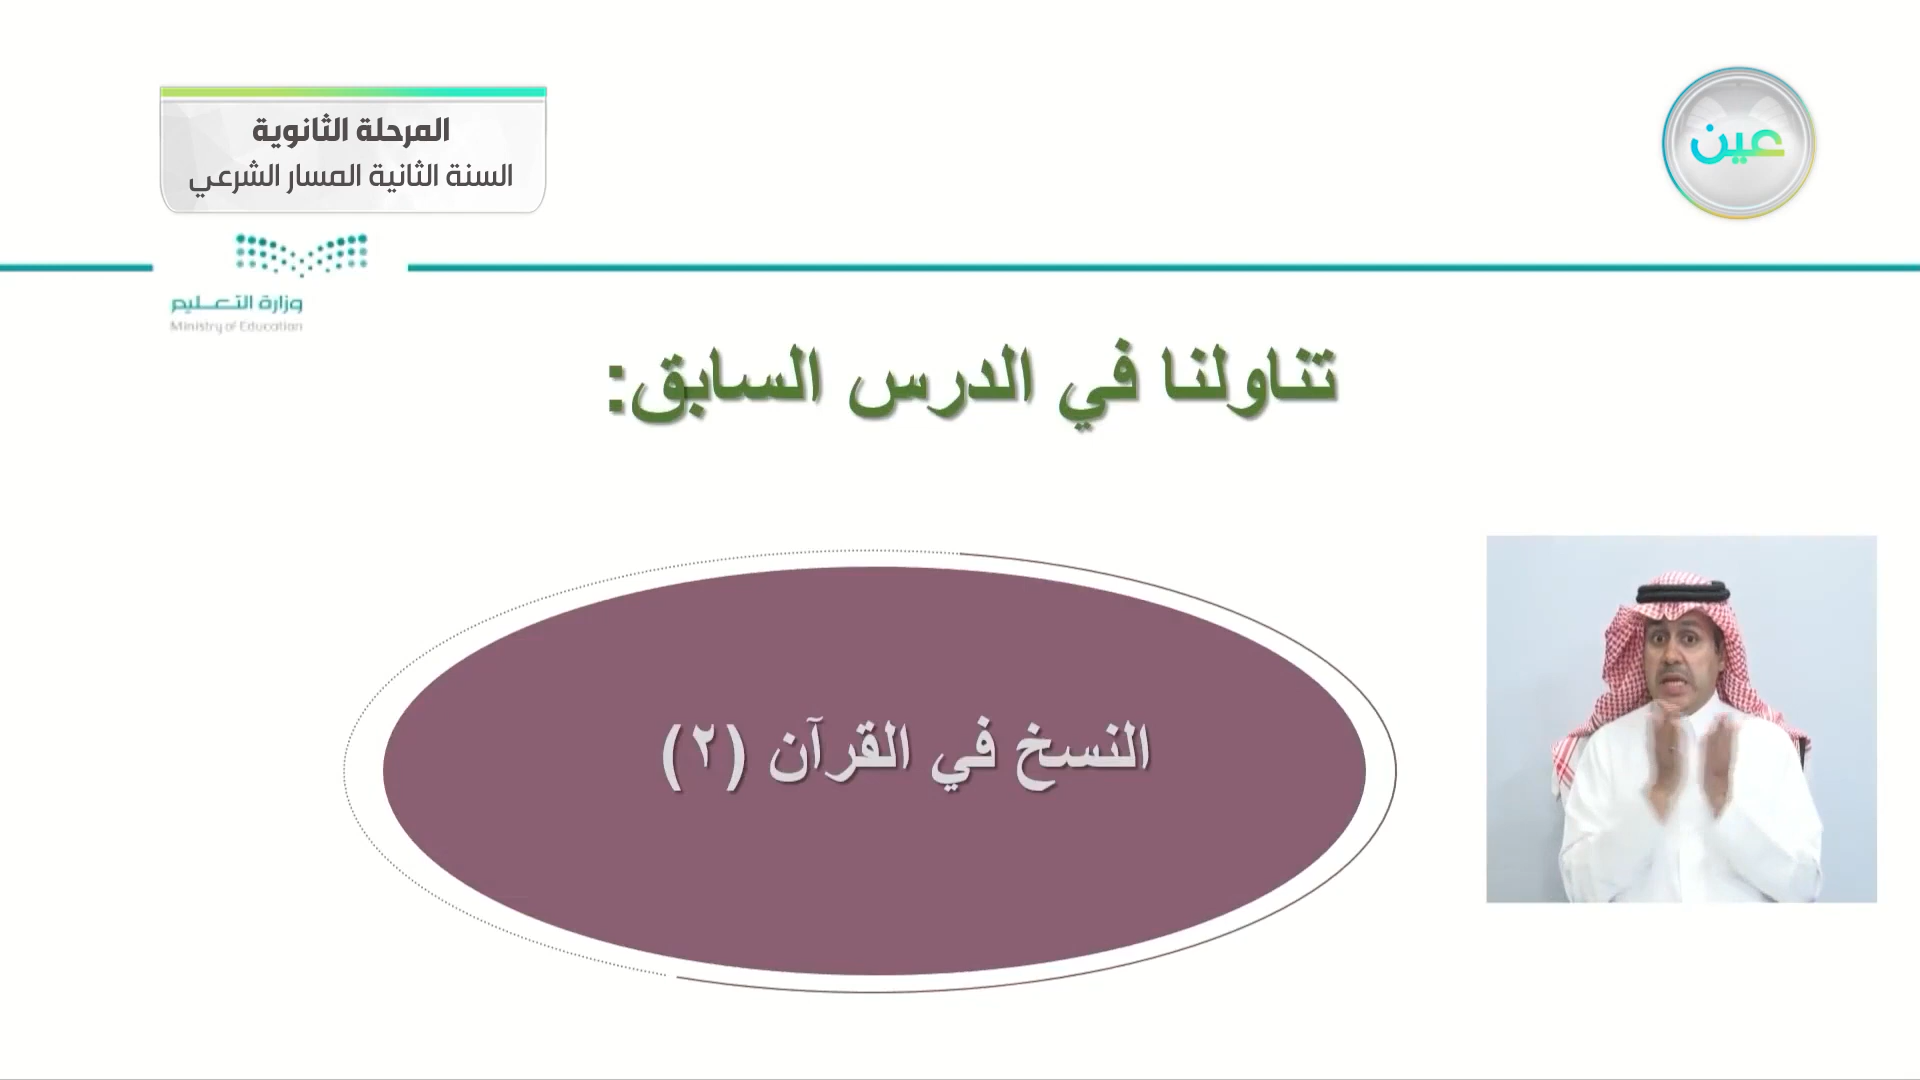 المرحلة الثانوية
السنة الثانية المسار الشرعي
عين
وزارة التعـليم
Ministry of Education
تناولنا في الدرس السابق:
النسخ في القرآن (٢)